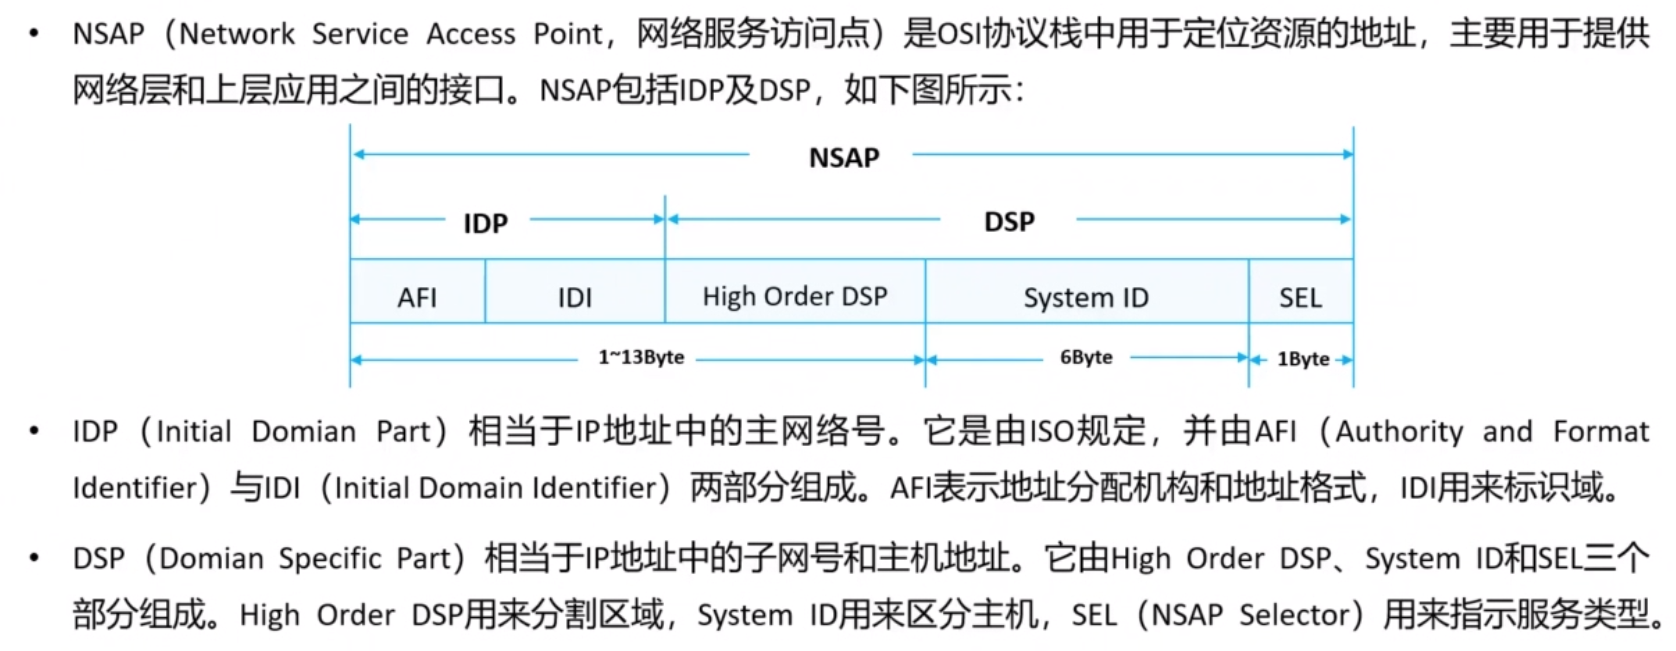 • NSAP（Network Service Access Point，网络服务访问点）是OSI协议栈中用于定位资源的地址，主要用于提供
网络层和上层应用之间的接口。NSAP包括IDP及DSP，如下图所示：
NSAP
IDP DSP
AFI IDI High Order DSP System ID SEL
1~13Byte 6Byte 1Byte
• IDP（Initial Domian Part）相当于IP地址中的主网络号。它是由ISO规定，并由AFI（Authority and Format
Identifier）与IDI（Initial Domain Identifier）两部分组成。AFI表示地址分配机构和地址格式，IDI用来标识域。
• DSP（Domian Specific Part）相当于IP地址中的子网号和主机地址。它由High Order DSP、System ID和SEL三个
部分组成。High Order DSP用来分割区域，System ID用来区分主机，SEL（NSAP Selector）用来指示服务类型。